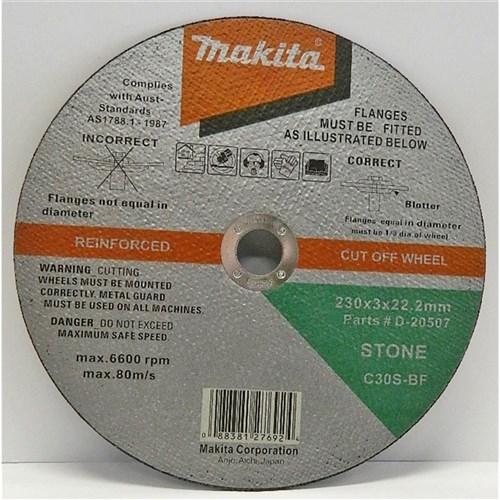 makita
Complies
with Aust-
Standards
AS1788.1-1987
FLANGES
MUST BE FITTED
AS ILLUSTRATED BELOW
INCORRECT
CORRECT
Blotter
Flanges not equal in
diameter
Flanges equal in diameter
must be 1/3 dia of wheel
REINFORCED
CUT OFF WHEEL
WARNING CUTTING
WHEELS MUST BE MOUNTED
CORRECTLY. METAL GUARD
MUST BE USED ON ALL MACHINES.
DANGER DO NOT EXCEED
MAXIMUM SAFE SPEED.
max.6600 rpm
max.80m/s
230x3x22.2mm
Parts # D-20507
STONE
C30S-BF
0 88381 27692 4
Makita Corporation
Anjo, Aichi, Japan